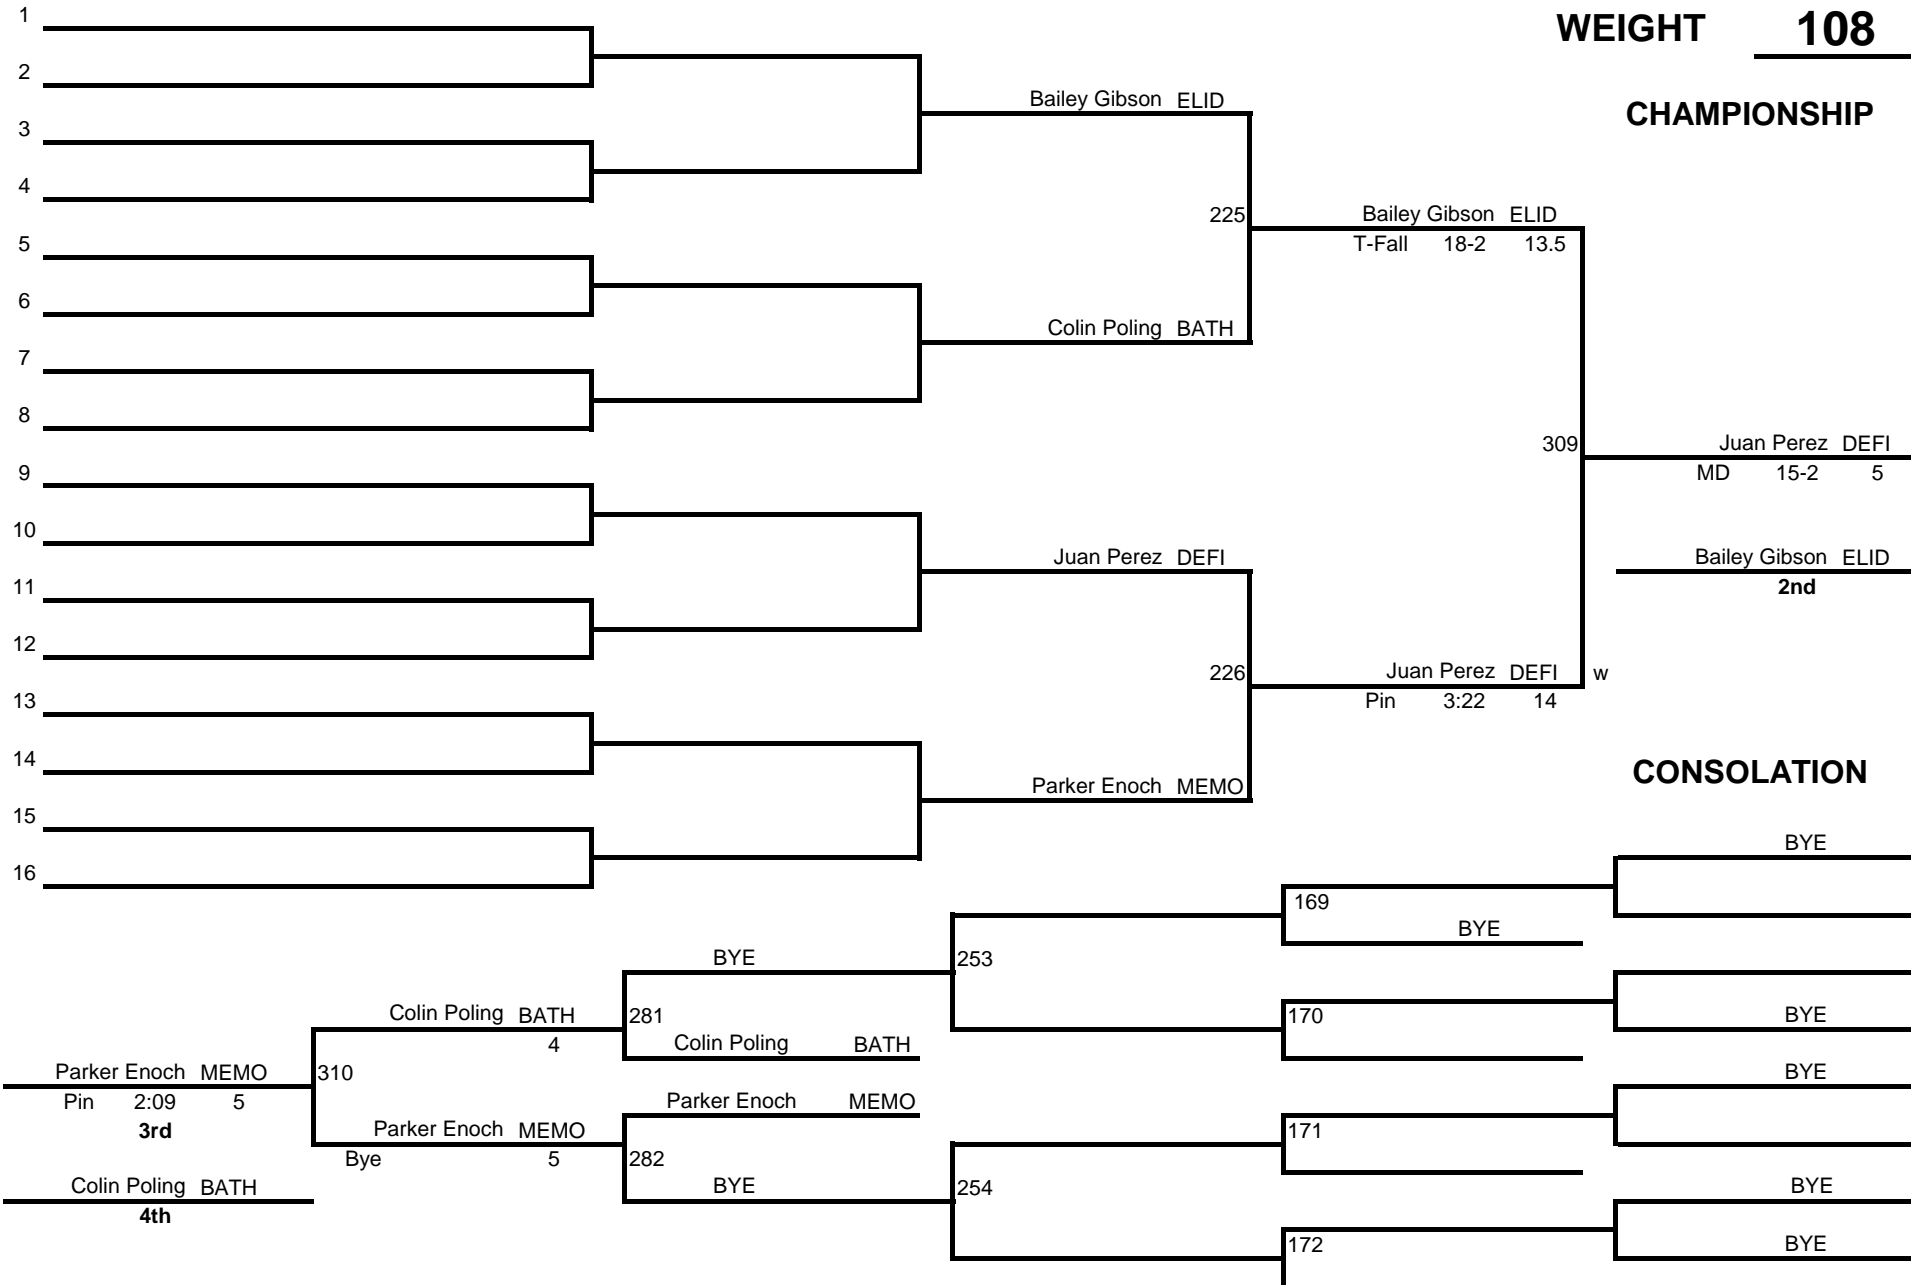 1
WEIGHT 108
2
Bailey Gibson ELID
CHAMPIONSHIP
3
4
225
Bailey Gibson ELID
5
T-Fall 18-2 13.5
6
Colin Poling BATH
7
8
309
Juan Perez DEFI
9
MD 15-2 5
10
Juan Perez DEFI
Bailey Gibson ELID
11
2nd
12
226
Juan Perez DEFI w
13
Pin 3:22 14
14
CONSOLATION
Parker Enoch MEMO
15
BYE
16
169
BYE
BYE
253
Colin Poling BATH
281
170
BYE
4
Colin Poling BATH
Parker Enoch MEMO
310
BYE
Pin 2:09 5
Parker Enoch MEMO
3rd
Parker Enoch MEMO
171
Bye 5
282
Colin Poling BATH
BYE
254
BYE
4th
172
BYE